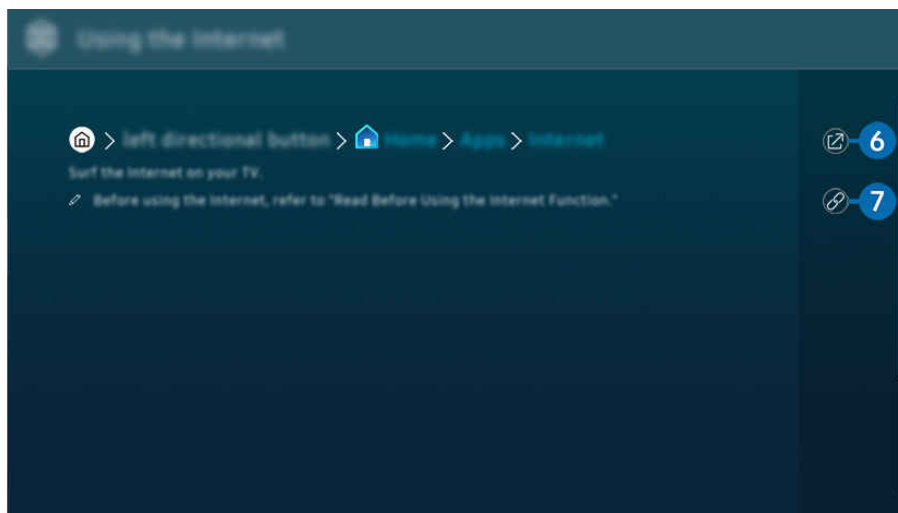 Using the Internet
> left directional button > Home > Apps > Internet
6
Surf the Internet on your TV.
Before using the Internet, refer to "Read Before Using the Internet Function."
7